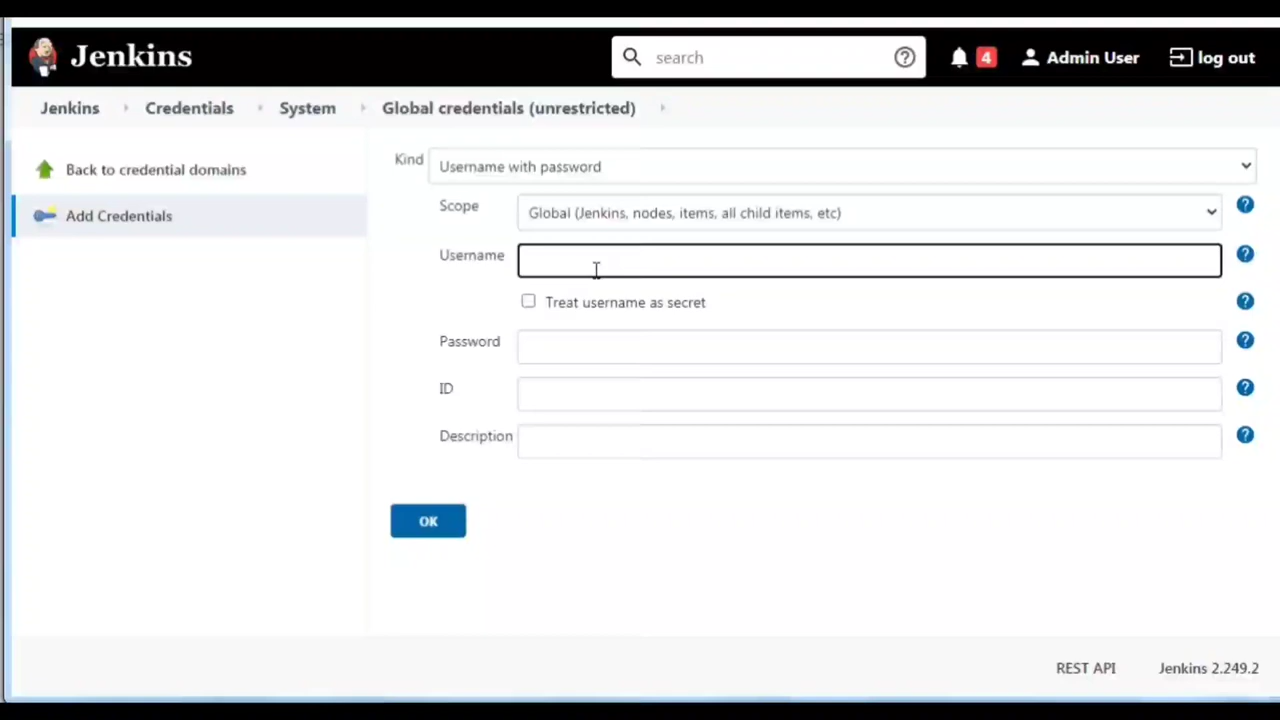 Jenkins
search
4
Admin User
log out
Jenkins
Credentials
System
Global credentials (unrestricted)
Back to credential domains
Add Credentials
Kind
Username with password
Scope
Global (Jenkins, nodes, items, all child items, etc)
?
Username
?
Treat username as secret
?
Password
?
ID
?
Description
?
OK
REST API
Jenkins 2.249.2